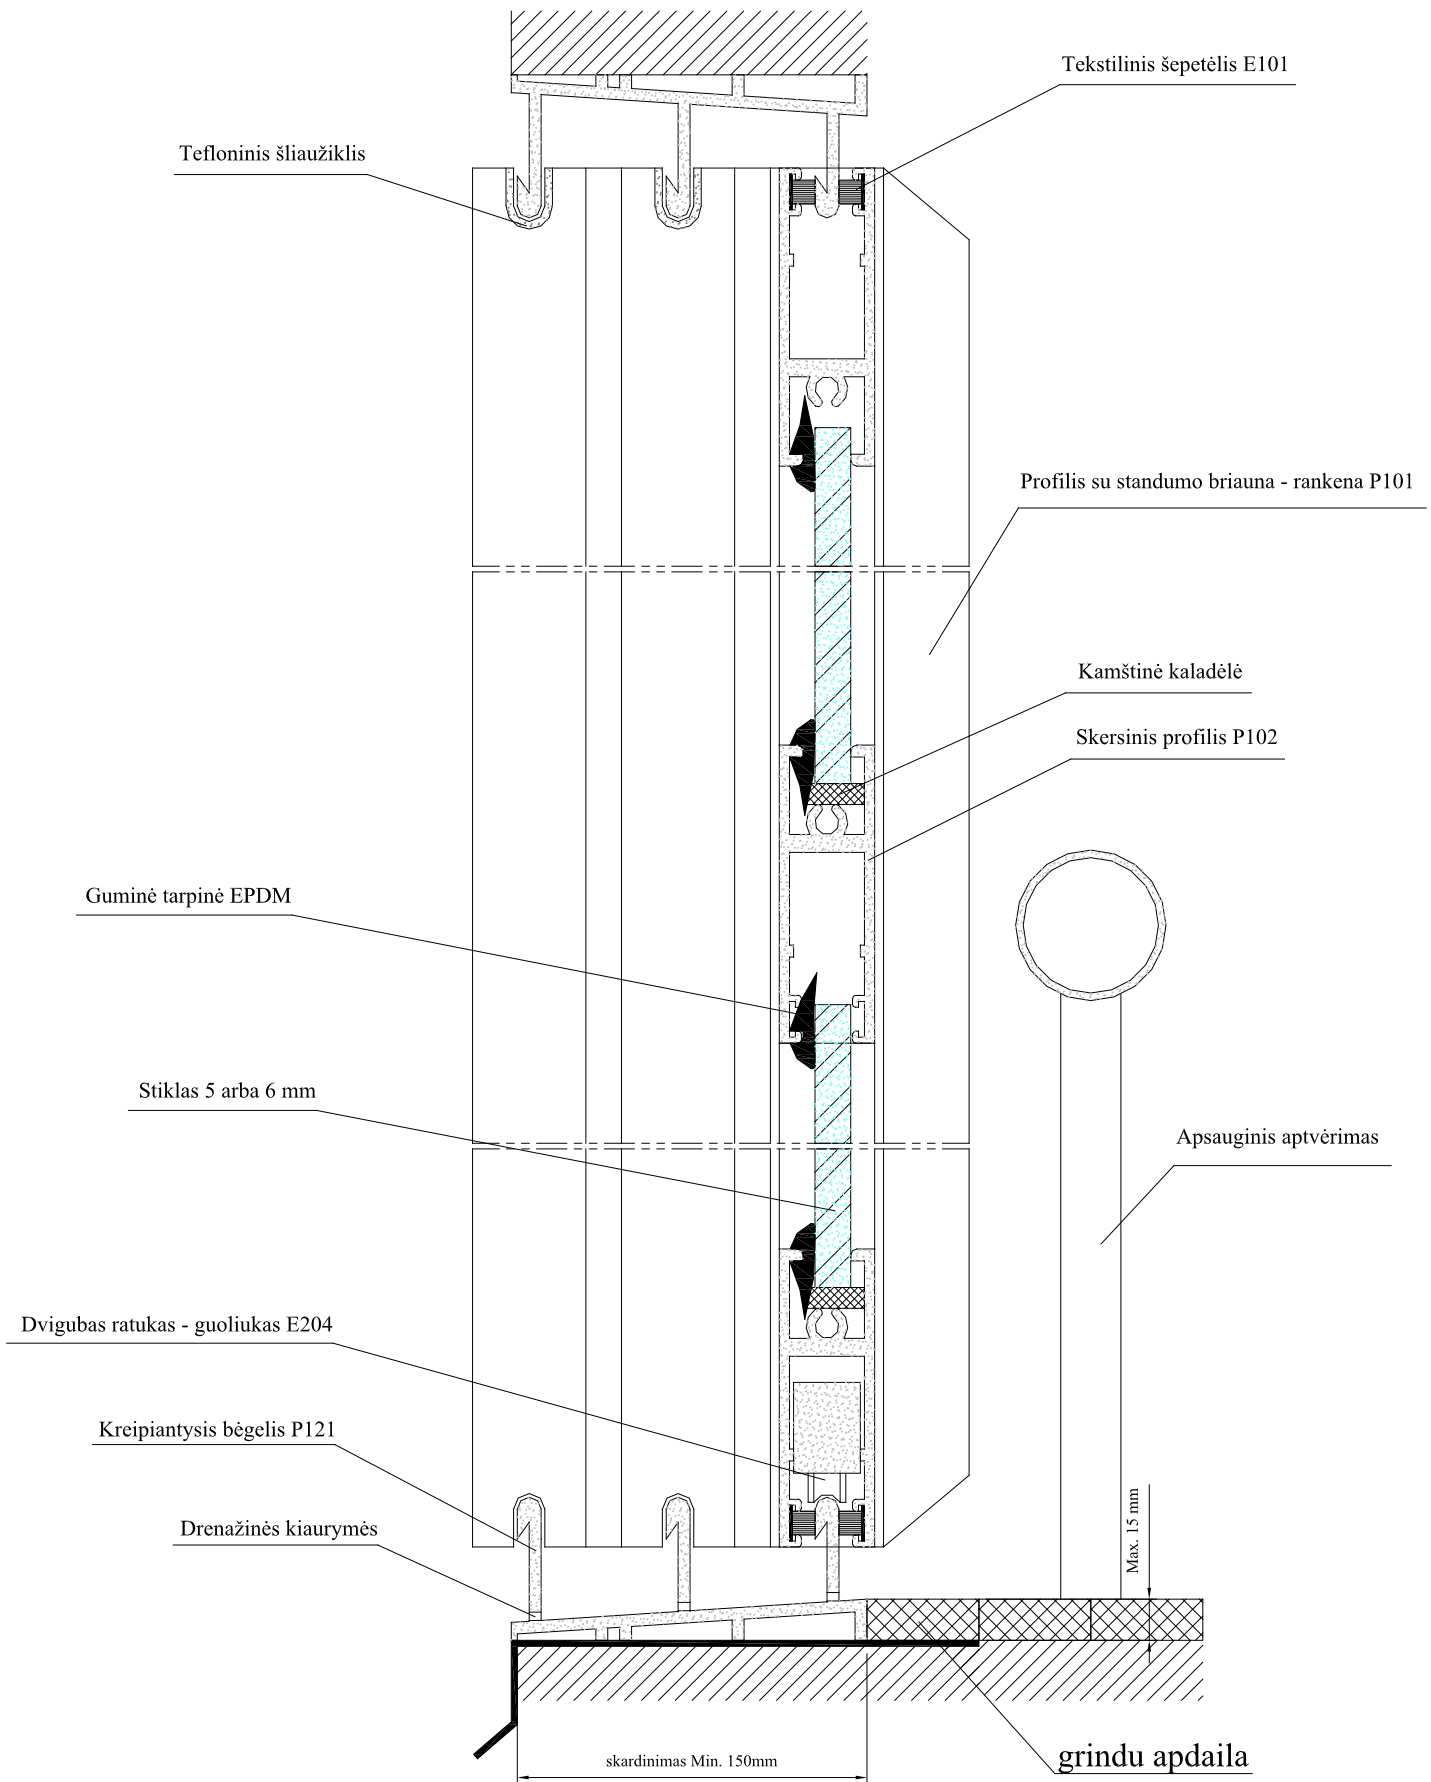 Tekstilinis šepetėlis E101
Tefloninis šliaužiklis
Profilis su standumo briauna - rankena P101
Kamštinė kaladėlė
Skersinis profilis P102
Guminė tarpinė EPDM
Stiklas 5 arba 6 mm
Apsauginis aptvėrimas
Dvigubas ratukas - guoliukas E204
Kreipiantysis bėgelis P121
Drenažinės kiaurymės
Max. 15 mm
skardinimas Min. 150mm
grindu apdaila